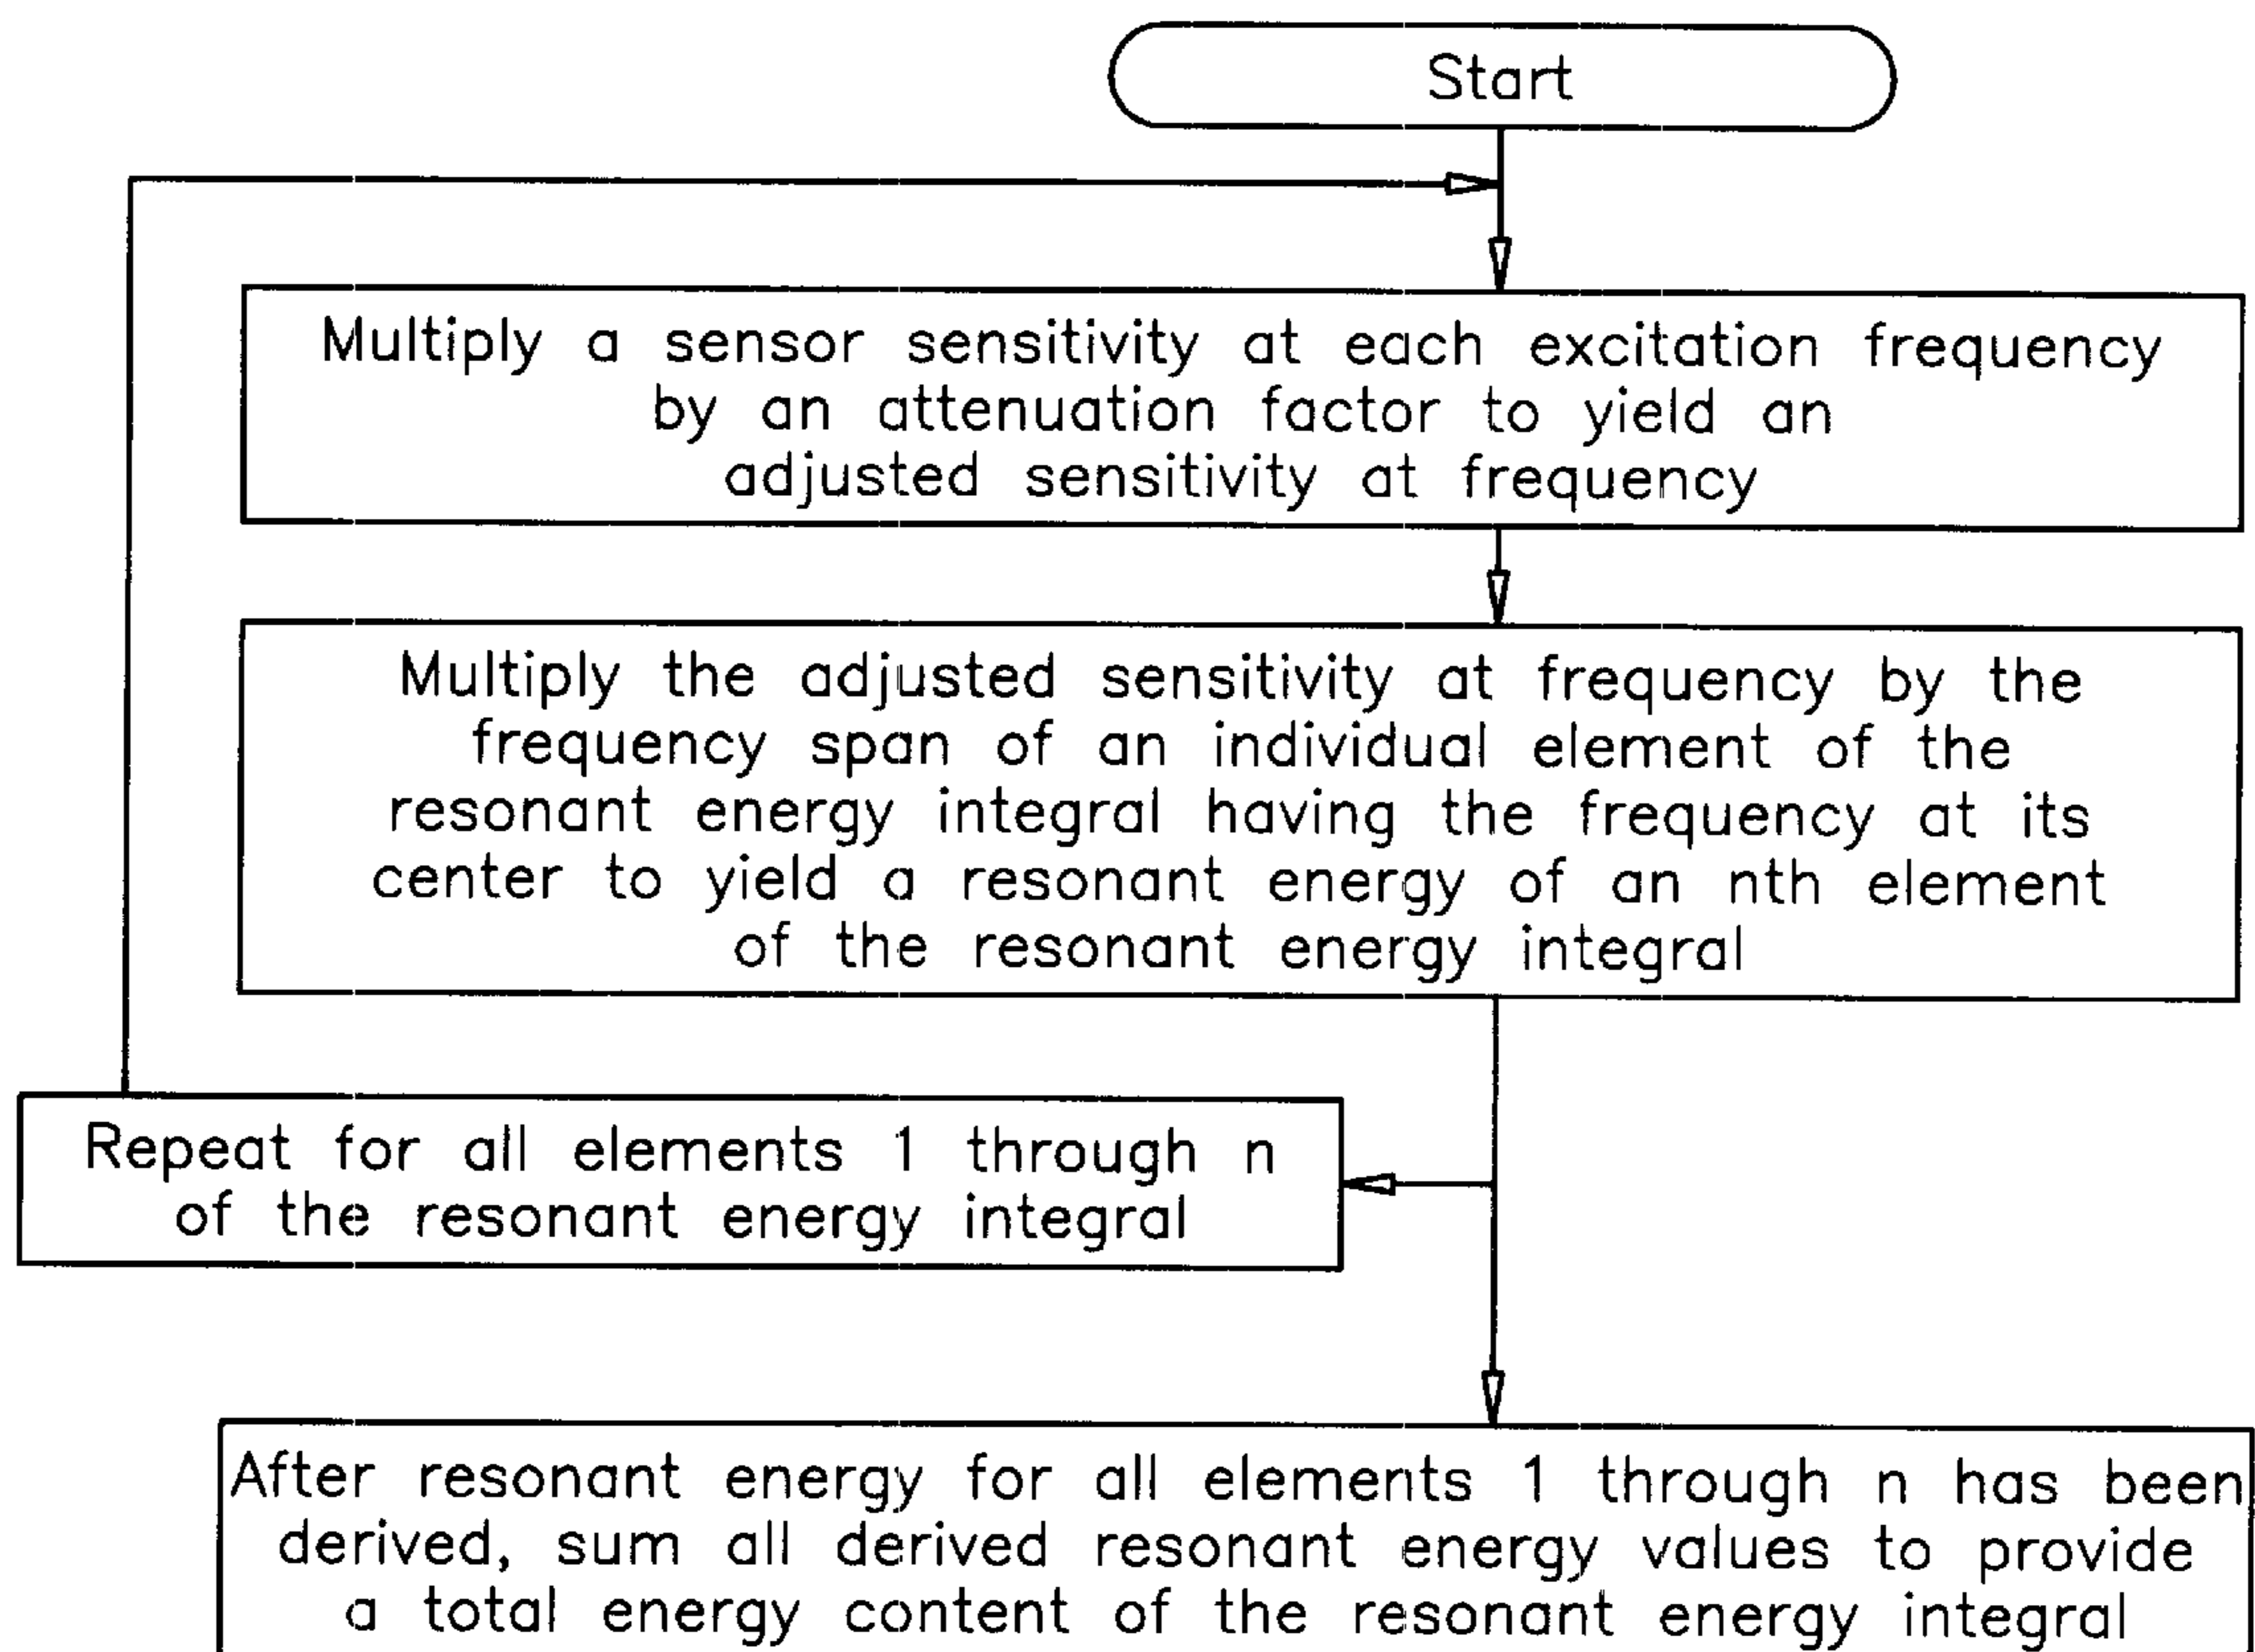 Start
Multiply a sensor sensitivity at each excitation frequency
by an attenuation factor to yield an
adjusted sensitivity at frequency
Multiply the adjusted sensitivity at frequency by the
frequency span of an individual element of the
resonant energy integral having the frequency at its
center to yield a resonant energy of an nth element
of the resonant energy integral
Repeat for all elements 1 through n
of the resonant energy integral
After resonant energy for all elements 1 through n has been
derived, sum all derived resonant energy values to provide
a total energy content of the resonant energy integral